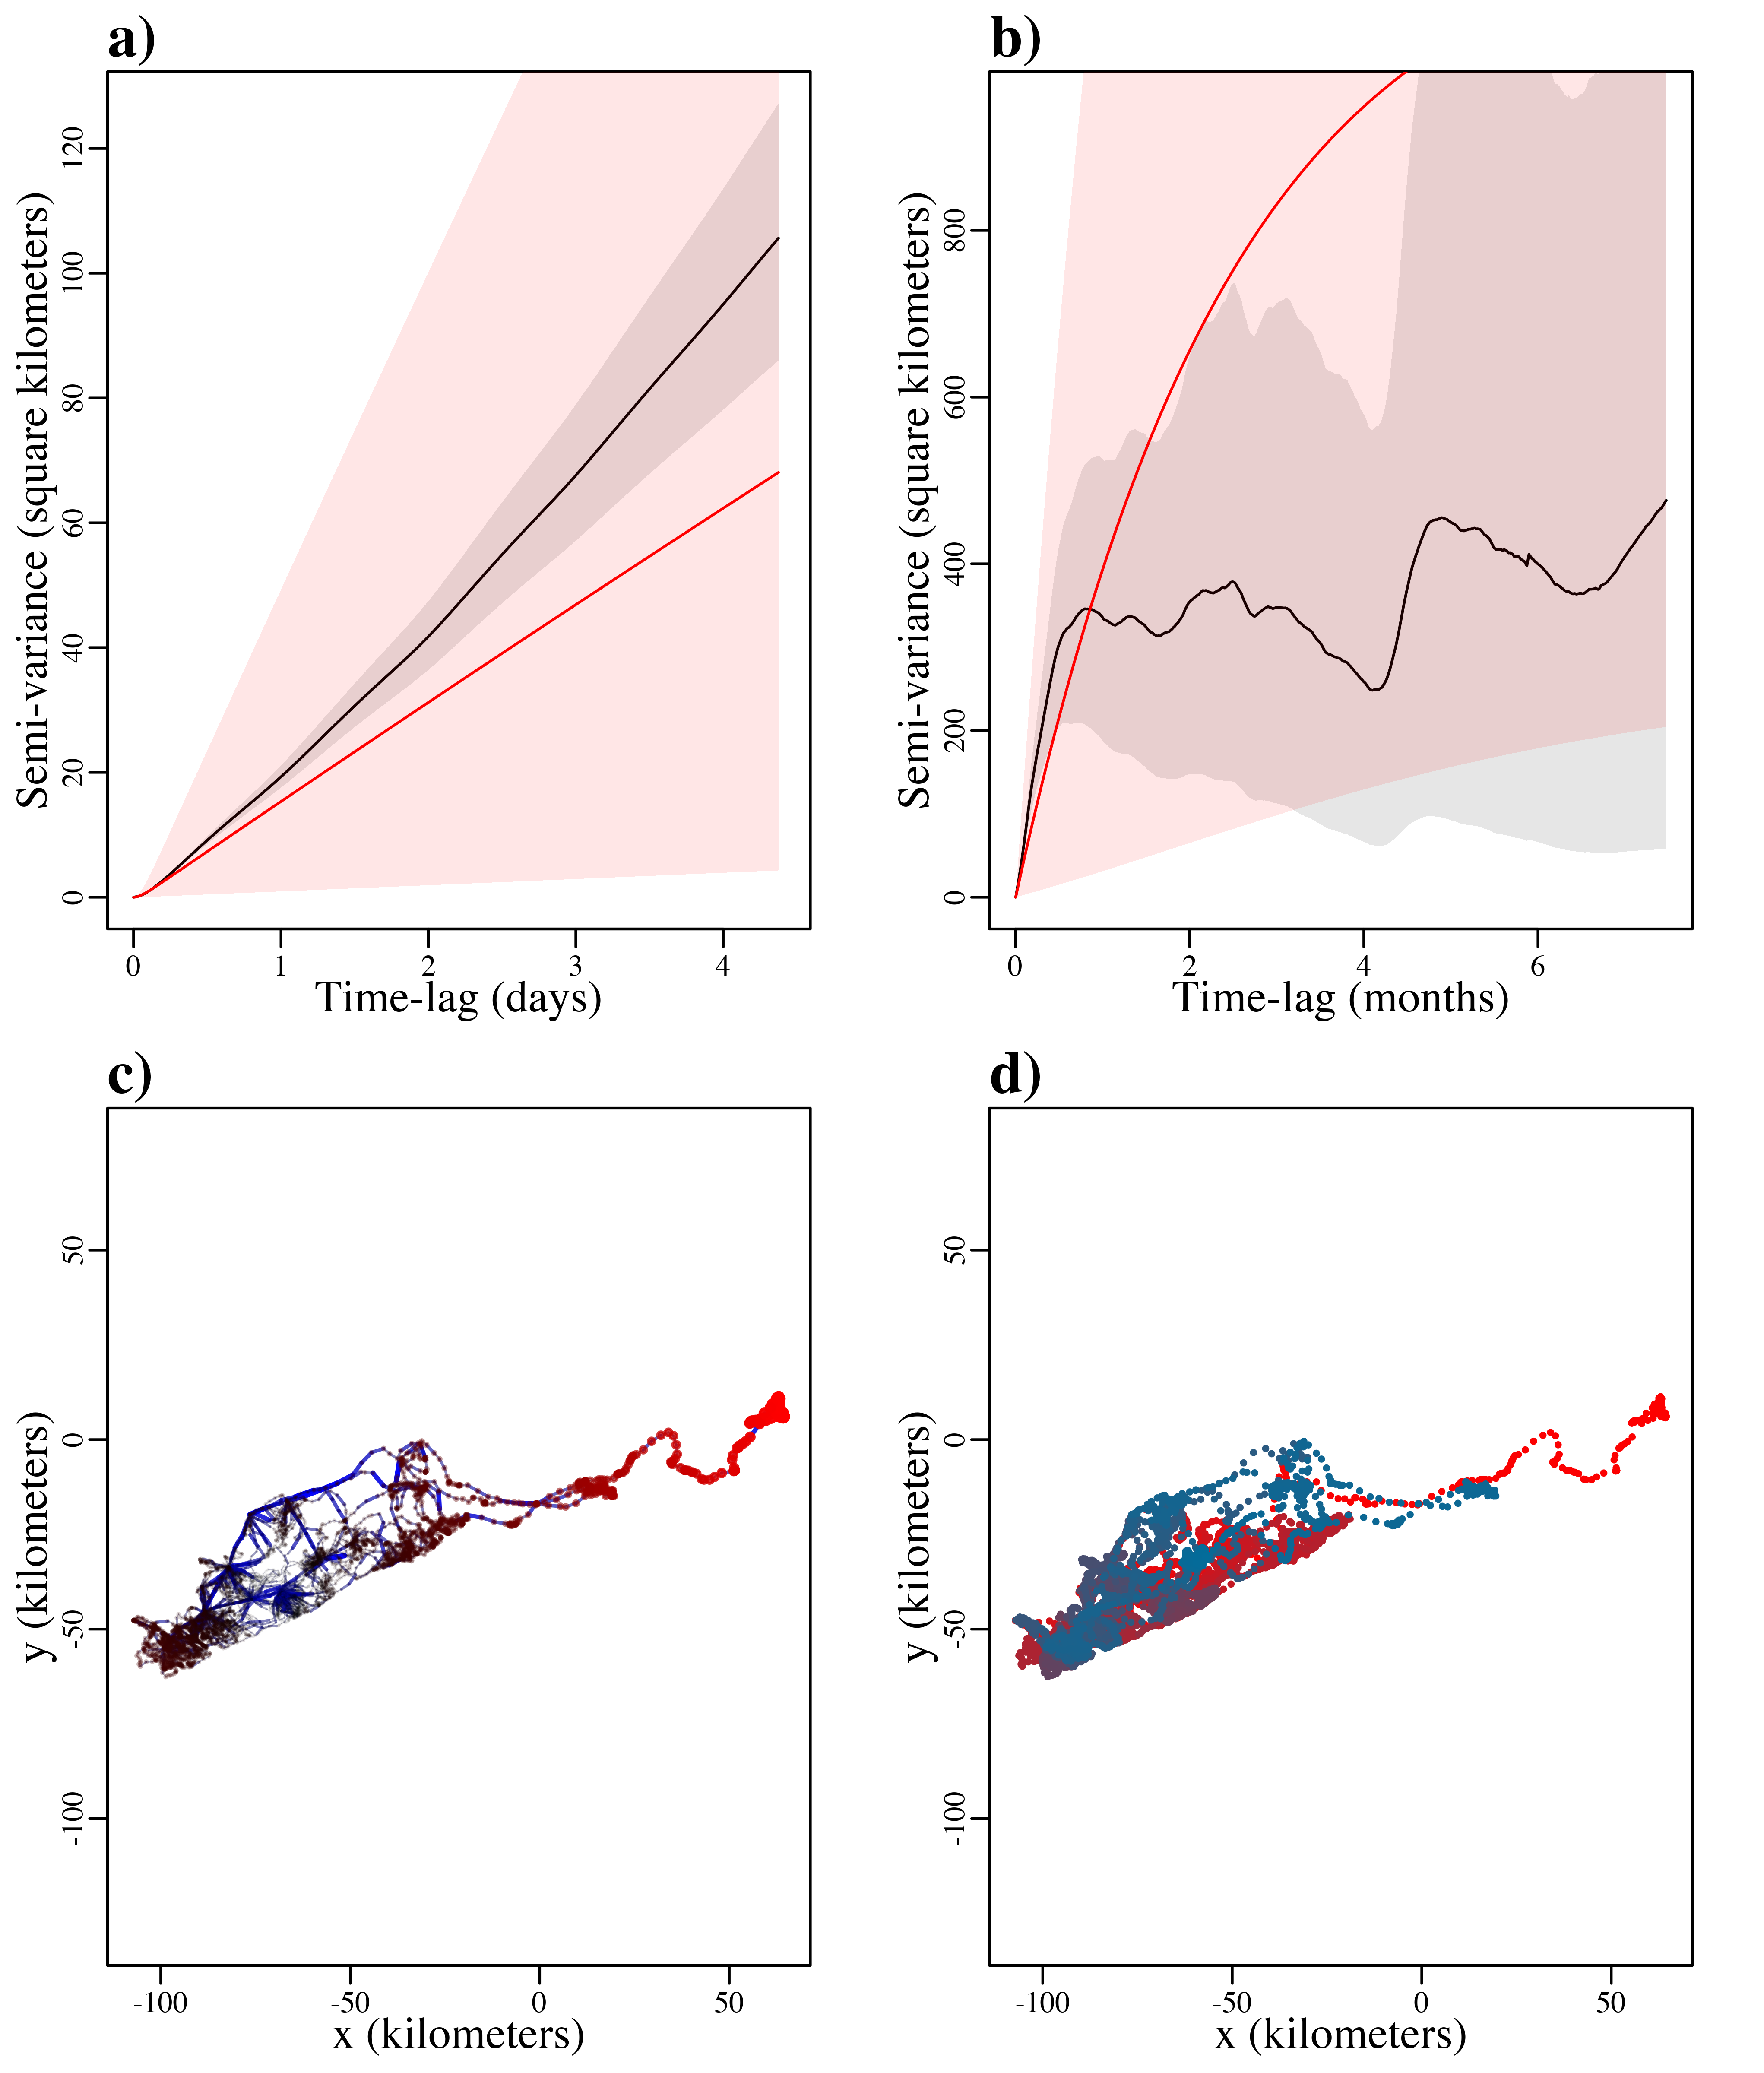 a)
Semi-variance (square kilometers)
0 20 40 60 80 100 120
0 1 2 3 4
Time-lag (days)
b)
Semi-variance (square kilometers)
0 200 400 600 800
0 2 4 6
Time-lag (months)
c)
y (kilometers)
-100 -50 0 50
-100 -50 0 50
x (kilometers)
d)
y (kilometers)
-100 -50 0 50
-100 -50 0 50
x (kilometers)